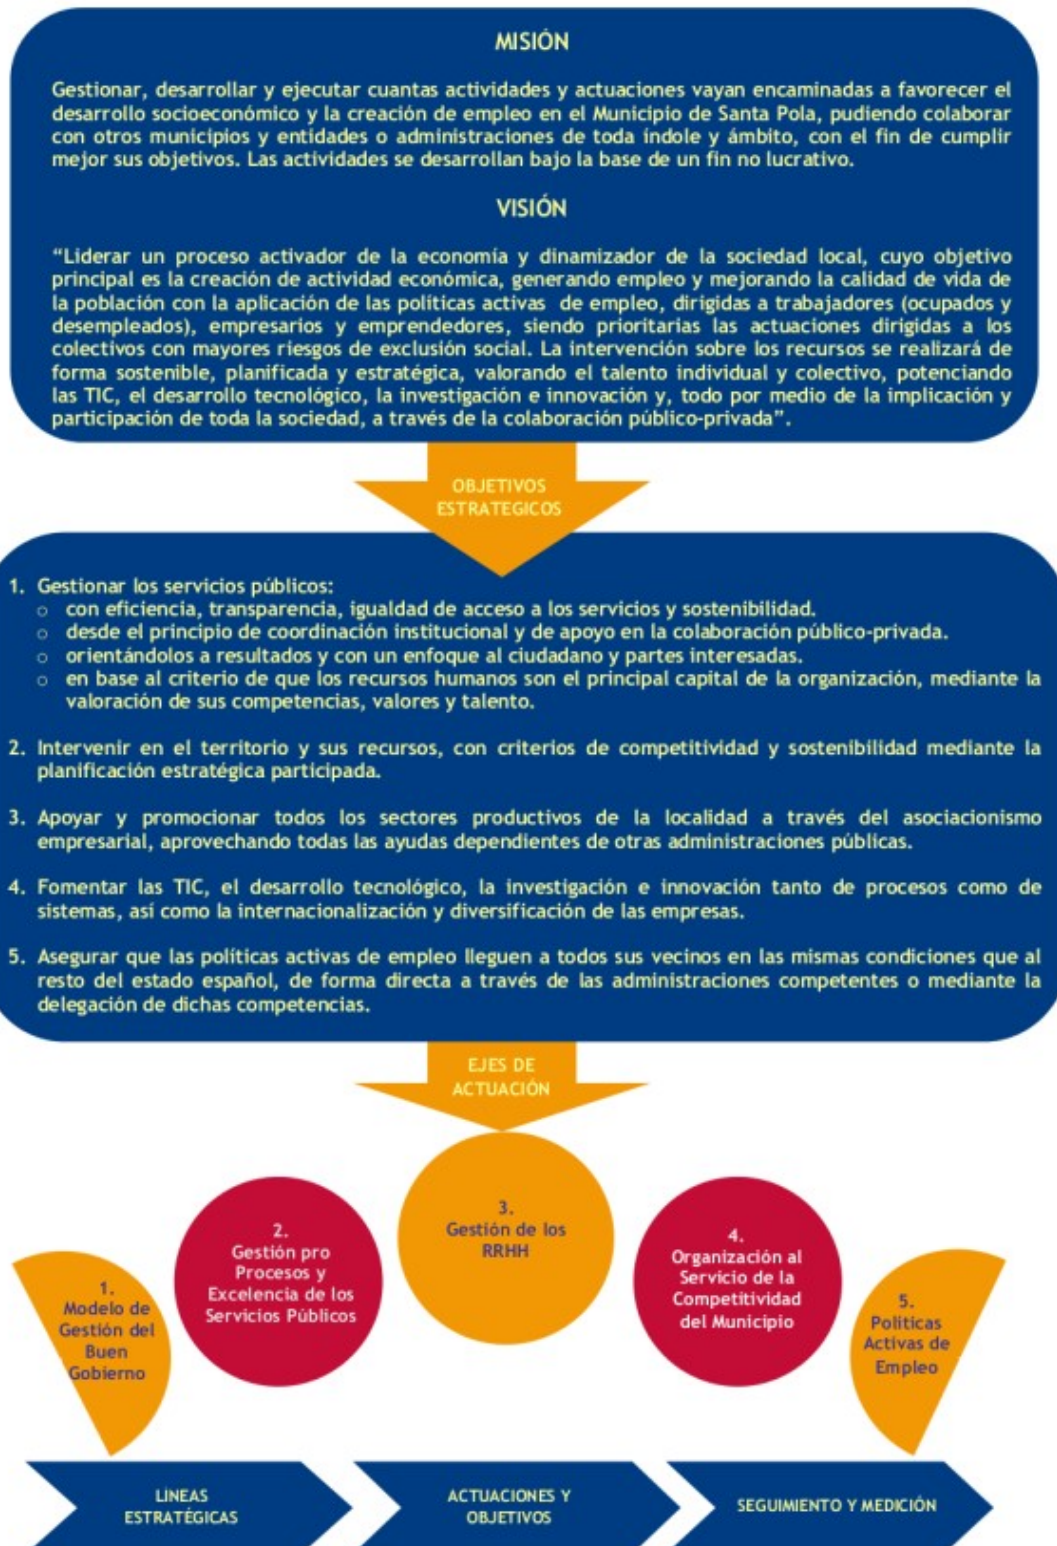 MISIÓN
Gestionar, desarrollar y ejecutar cuantas actividades y actuaciones vayan encaminadas a favorecer el
desarrollo socioeconómico y la creación de empleo en el Municipio de Santa Pola, pudiendo colaborar
con otros municipios y entidades o administraciones de toda índole y ámbito, con el fin de cumplir
mejor sus objetivos. Las actividades se desarrollan bajo la base de un fin no lucrativo.
VISIÓN
“Liderar un proceso activador de la economía y dinamizador de la sociedad local, cuyo objetivo
principal es la creación de actividad económica, generando empleo y mejorando la calidad de vida de
la población con la aplicación de las políticas activas de empleo, dirigidas a trabajadores (ocupados y
desempleados), empresarios y emprendedores, siendo prioritarias las actuaciones dirigidas a los
colectivos con mayores riesgos de exclusión social. La intervención sobre los recursos se realizará de
forma sostenible, planificada y estratégica, valorando el talento individual y colectivo, potenciando
las TIC, el desarrollo tecnológico, la investigación e innovación y, todo por medio de la implicación y
participación de toda la sociedad, a través de la colaboración público-privada”.
OBJETIVOS
ESTRATEGICOS
1. Gestionar los servicios públicos:
o con eficiencia, transparencia, igualdad de acceso a los servicios y sostenibilidad.
o desde el principio de coordinación institucional y de apoyo en la colaboración público-privada.
o orientándolos a resultados y con un enfoque al ciudadano y partes interesadas.
o en base al criterio de que los recursos humanos son el principal capital de la organización, mediante la
valoración de sus competencias, valores y talento.
2. Intervenir en el territorio y sus recursos, con criterios de competitividad y sostenibilidad mediante la
planificación estratégica participada.
3. Apoyar y promocionar todos los sectores productivos de la localidad a través del asociacionismo
empresarial, aprovechando todas las ayudas dependientes de otras administraciones públicas.
4. Fomentar las TIC, el desarrollo tecnológico, la investigación e innovación tanto de procesos como de
sistemas, así como la internacionalización y diversificación de las empresas.
5. Asegurar que las políticas activas de empleo lleguen a todos sus vecinos en las mismas condiciones que al
resto del estado español, de forma directa a través de las administraciones competentes o mediante la
delegación de dichas competencias.
EJES DE
ACTUACIÓN
1.
Modelo de
Gestión del
Buen
Gobierno
2.
Gestión pro
Procesos y
Excelencia de los
Servicios Públicos
3.
Gestión de los
RRHH
4.
Organización al
Servicio de la
Competitividad
del Municipio
5.
Políticas
Activas de
Empleo
LÍNEAS
ESTRATÉGICAS
ACTUACIONES Y
OBJETIVOS
SEGUIMIENTO Y MEDICIÓN